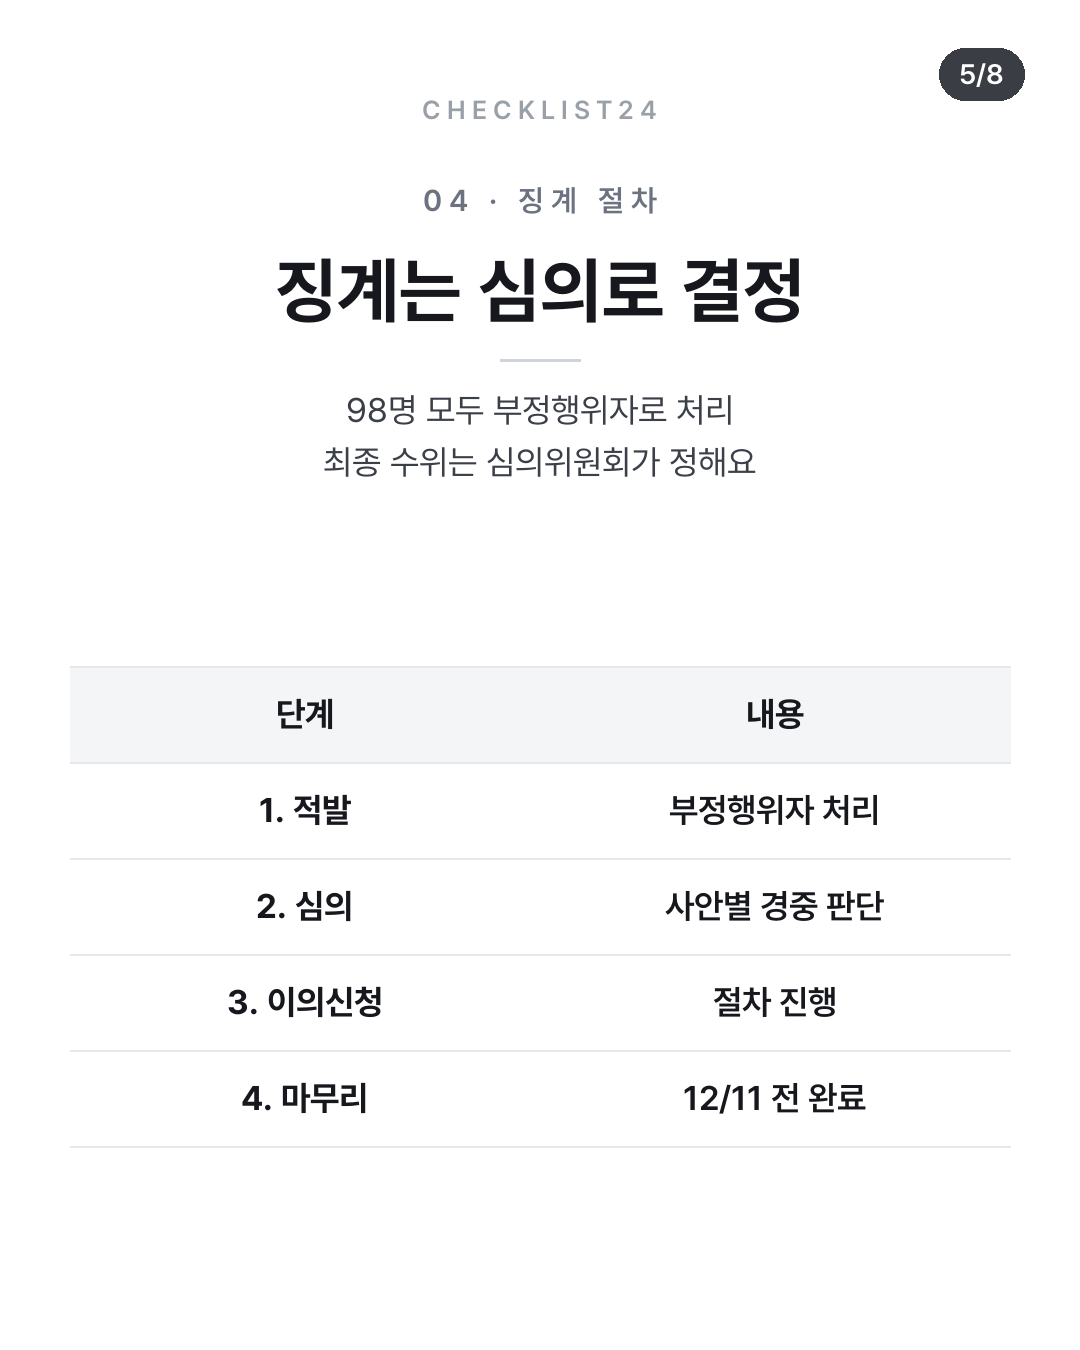 5/8
CHECKLIST24
04 · 징계 절차
징계는 심의로 결정
98명 모두 부정행위자로 처리
최종 수위는 심의위원회가 정해요
단계 내용
1. 적발 부정행위자 처리
2. 심의 사안별 경중 판단
3. 이의신청 절차 진행
4. 마무리 12/11 전 완료